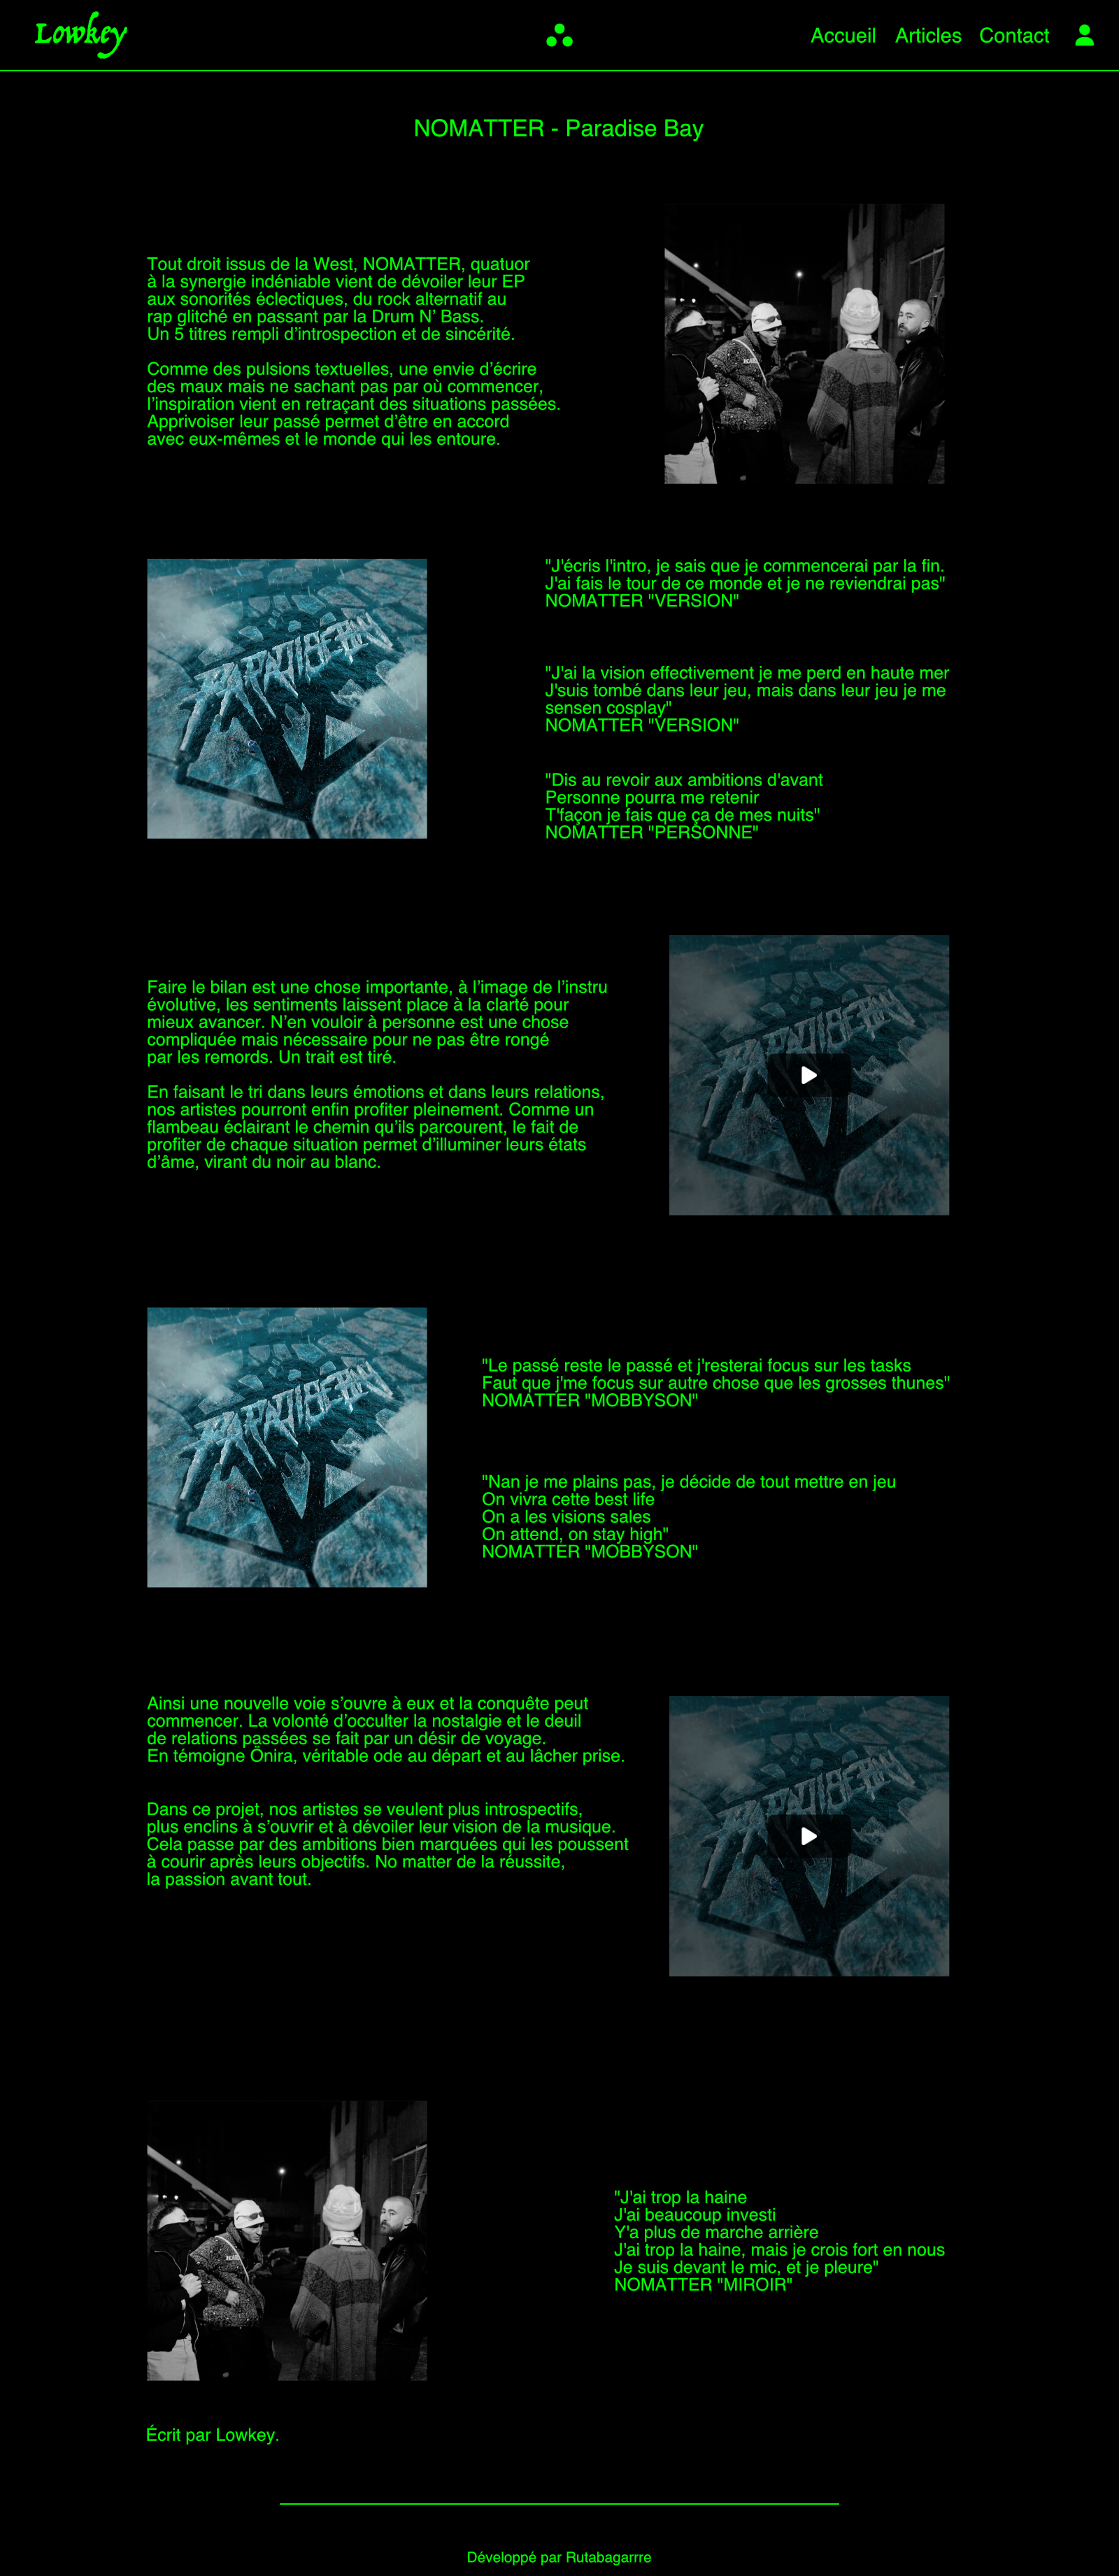 Lowkey
Accueil Articles Contact
NOMATTER - Paradise Bay
Tout droit issus de la West, NOMATTER, quatuor
à la synergie indéniable vient de dévoiler leur EP
aux sonorités éclectiques, du rock alternatif au
rap glitché en passant par la Drum N’ Bass.
Un 5 titres rempli d’introspection et de sincérité.
Comme des pulsions textuelles, une envie d’écrire
des maux mais ne sachant pas par où commencer,
l’inspiration vient en retraçant des situations passées.
Apprivoiser leur passé permet d’être en accord
avec eux-mêmes et le monde qui les entoure.
PARADISE BAY
"J'écris l'intro, je sais que je commencerai par la fin.
J'ai fais le tour de ce monde et je ne reviendrai pas"
NOMATTER "VERSION"
"J'ai la vision effectivement je me perd en haute mer
J'suis tombé dans leur jeu, mais dans leur jeu je me
sensen cosplay"
NOMATTER "VERSION"
"Dis au revoir aux ambitions d'avant
Personne pourra me retenir
T'façon je fais que ça de mes nuits"
NOMATTER "PERSONNE"
Faire le bilan est une chose importante, à l’image de l’instru
évolutive, les sentiments laissent place à la clarté pour
mieux avancer. N’en vouloir à personne est une chose
compliquée mais nécessaire pour ne pas être rongé
par les remords. Un trait est tiré.
En faisant le tri dans leurs émotions et dans leurs relations,
nos artistes pourront enfin profiter pleinement. Comme un
flambeau éclairant le chemin qu’ils parcourent, le fait de
profiter de chaque situation permet d’illuminer leurs états
d’âme, virant du noir au blanc.
PARADISE BAY
PARADISE BAY
"Le passé reste le passé et j'resterai focus sur les tasks
Faut que j'me focus sur autre chose que les grosses thunes"
NOMATTER "MOBBYSON"
"Nan je me plains pas, je décide de tout mettre en jeu
On vivra cette best life
On a les visions sales
On attend, on stay high"
NOMATTER "MOBBYSON"
Ainsi une nouvelle voie s’ouvre à eux et la conquête peut
commencer. La volonté d’occulter la nostalgie et le deuil
de relations passées se fait par un désir de voyage.
En témoigne Önira, véritable ode au départ et au lâcher prise.
Dans ce projet, nos artistes se veulent plus introspectifs,
plus enclins à s’ouvrir et à dévoiler leur vision de la musique.
Cela passe par des ambitions bien marquées qui les poussent
à courir après leurs objectifs. No matter de la réussite,
la passion avant tout.
PARADISE BAY
"J'ai trop la haine
J'ai beaucoup investi
Y'a plus de marche arrière
J'ai trop la haine, mais je crois fort en nous
Je suis devant le mic, et je pleure"
NOMATTER "MIROIR"
Écrit par Lowkey.
Développé par Rutabagarrre